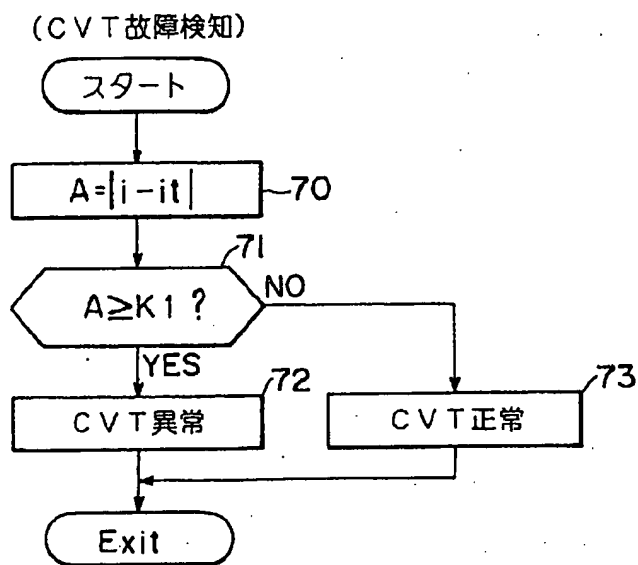 (CVT故障検知)
スタート
A=|i-it|
70
71
A≥K1?
NO
YES
72
73
CVT異常
CVT正常
Exit